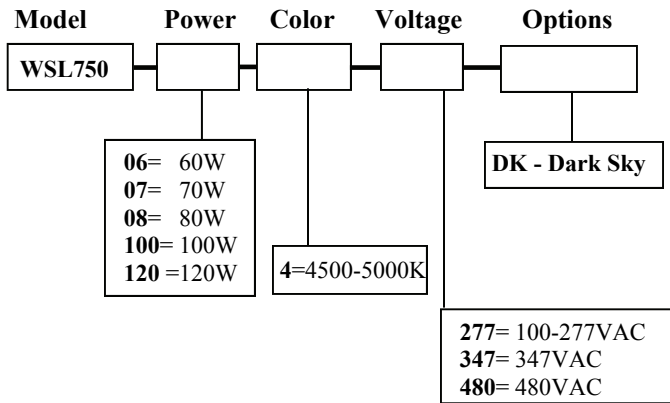 Model Power Color Voltage Options
WSL750
06= 60W
07= 70W
08= 80W
100= 100W
120 =120W
4=4500-5000K
DK - Dark Sky
277= 100-277VAC
347= 347VAC
480= 480VAC